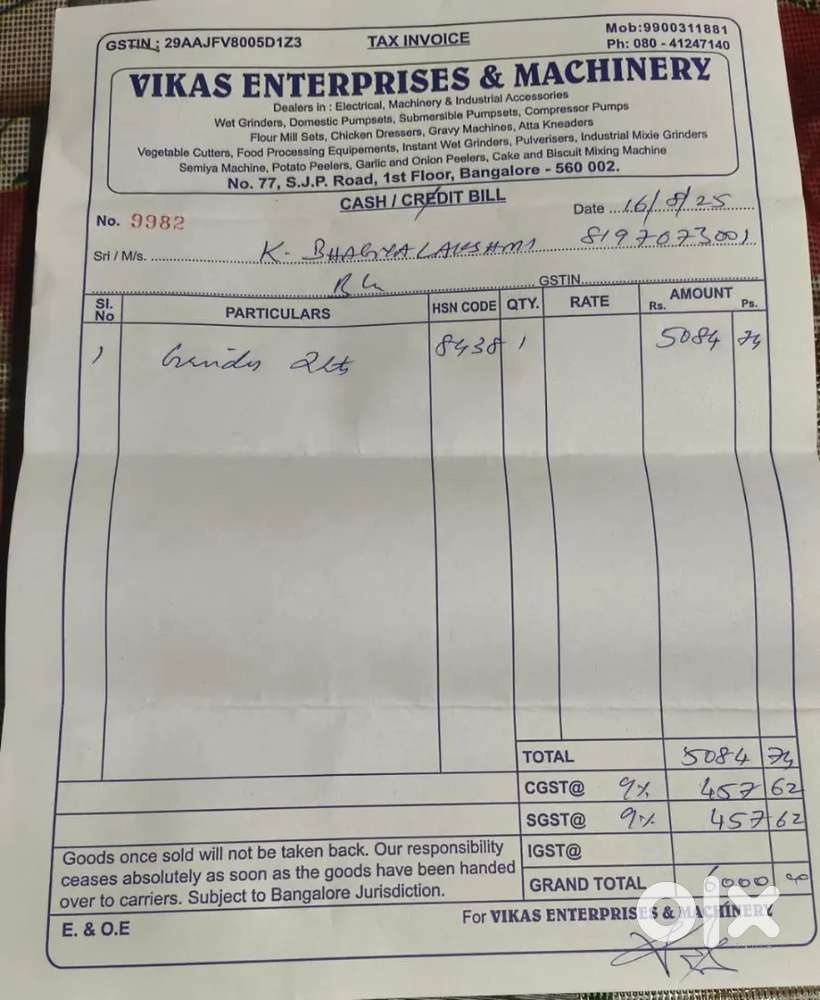 GSTIN : 29AAJFV8005D1Z3 TAX INVOICE Mob:9900311881
Ph: 080 - 41247140
VIKAS ENTERPRISES & MACHINERY
Dealers in : Electrical, Machinery & Industrial Accessories
Wet Grinders, Domestic Pumpsets, Submersible Pumpsets, Compressor Pumps
Flour Mill Sets, Chicken Dressers, Gravy Machines, Atta Kneaders
Vegetable Cutters, Food Processing Equipements, Instant Wet Grinders, Pulverisers, Industrial Mixie Grinders
Semiya Machine, Potato Peelers, Garlic and Onion Peelers, Cake and Biscuit Mixing Machine
No. 77, S.J.P. Road, 1st Floor, Bangalore - 560 002.
CASH / CREDIT BILL
No. 9982 Date 16/8/25
Sri / M/s. K. BHAGYALAKSHMI 8197073001
GSTIN
Sl. No PARTICULARS HSN CODE QTY. RATE AMOUNT Rs. Ps.
1 Grinder 2 Lts 8438 1 5084 74
TOTAL 5084 74
CGST@ 9% 457 62
SGST@ 9% 457 62
IGST@
GRAND TOTAL 6000
Goods once sold will not be taken back. Our responsibility
ceases absolutely as soon as the goods have been handed
over to carriers. Subject to Bangalore Jurisdiction.
E. & O.E For VIKAS ENTERPRISES & MACHINERY
olx